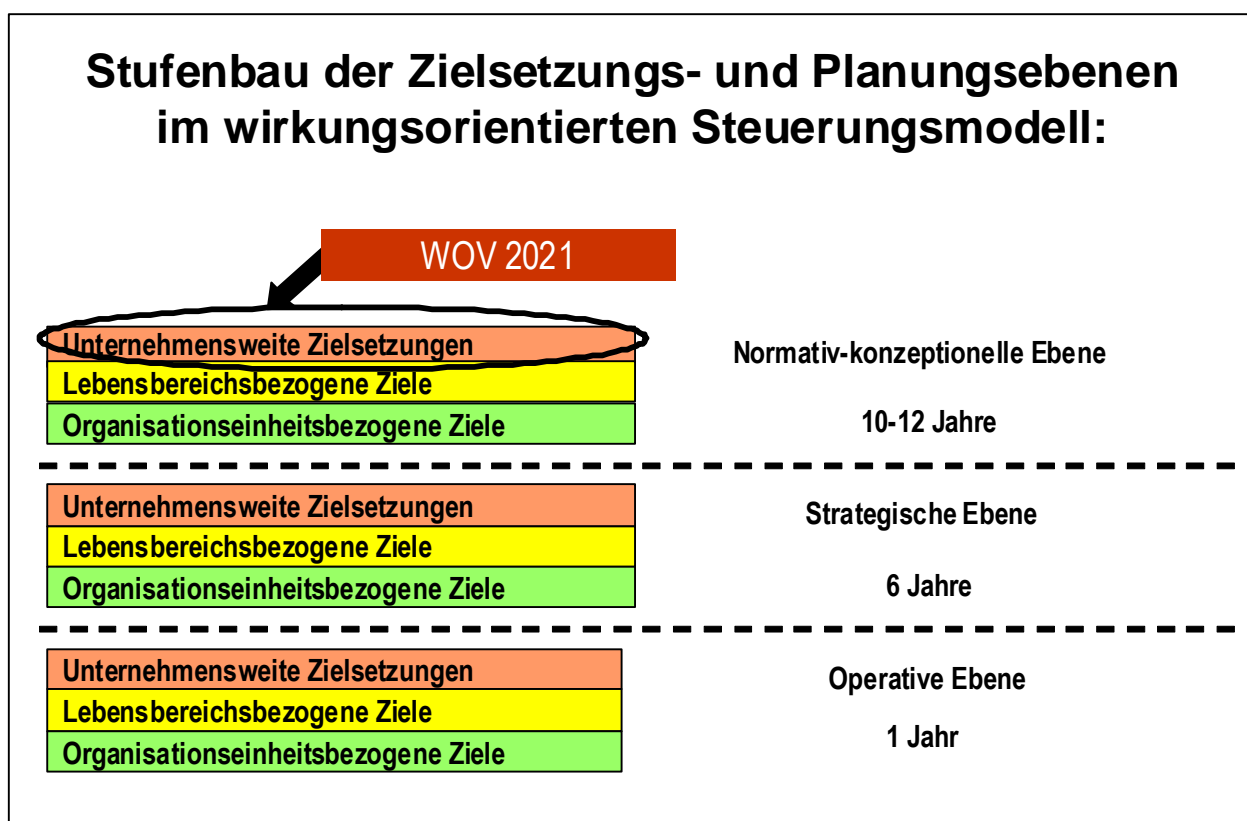 Stufenbau der Zielsetzungs- und Planungsebenen
im wirkungsorientierten Steuerungsmodell:
WOV 2021
Unternehmensweite Zielsetzungen
Lebensbereichsbezogene Ziele
Organisationseinheitsbezogene Ziele
Normativ-konzeptionelle Ebene
10-12 Jahre
Unternehmensweite Zielsetzungen
Lebensbereichsbezogene Ziele
Organisationseinheitsbezogene Ziele
Strategische Ebene
6 Jahre
Unternehmensweite Zielsetzungen
Lebensbereichsbezogene Ziele
Organisationseinheitsbezogene Ziele
Operative Ebene
1 Jahr